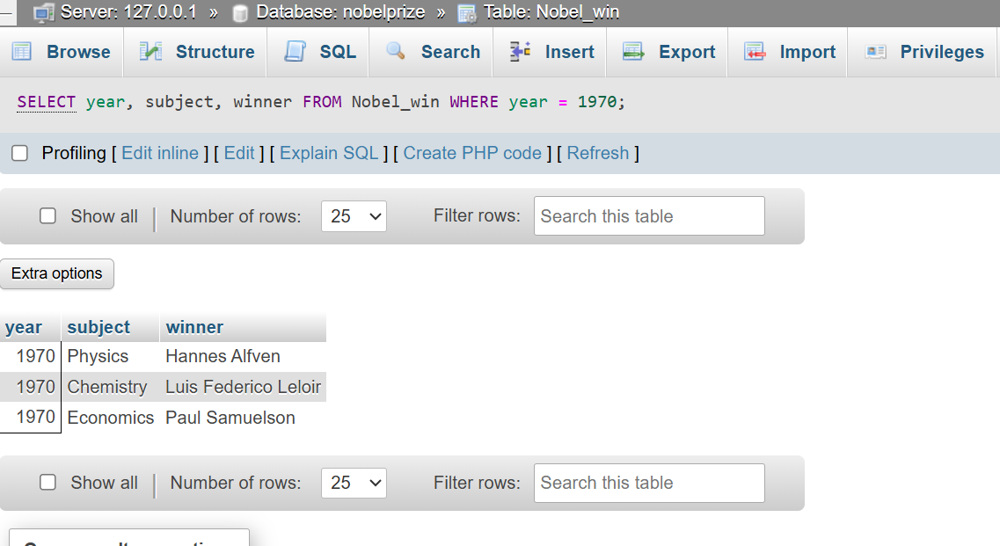 Server: 127.0.0.1 » Database: nobelprize » Table: Nobel_win
Browse Structure SQL Search Insert Export Import Privileges
SELECT year, subject, winner FROM Nobel_win WHERE year = 1970;
Profiling [ Edit inline ] [ Edit ] [ Explain SQL ] [ Create PHP code ] [ Refresh ]
Show all | Number of rows: 25 Filter rows: Search this table
Extra options
year subject winner
1970 Physics Hannes Alfven
1970 Chemistry Luis Federico Leloir
1970 Economics Paul Samuelson
Show all | Number of rows: 25 Filter rows: Search this table